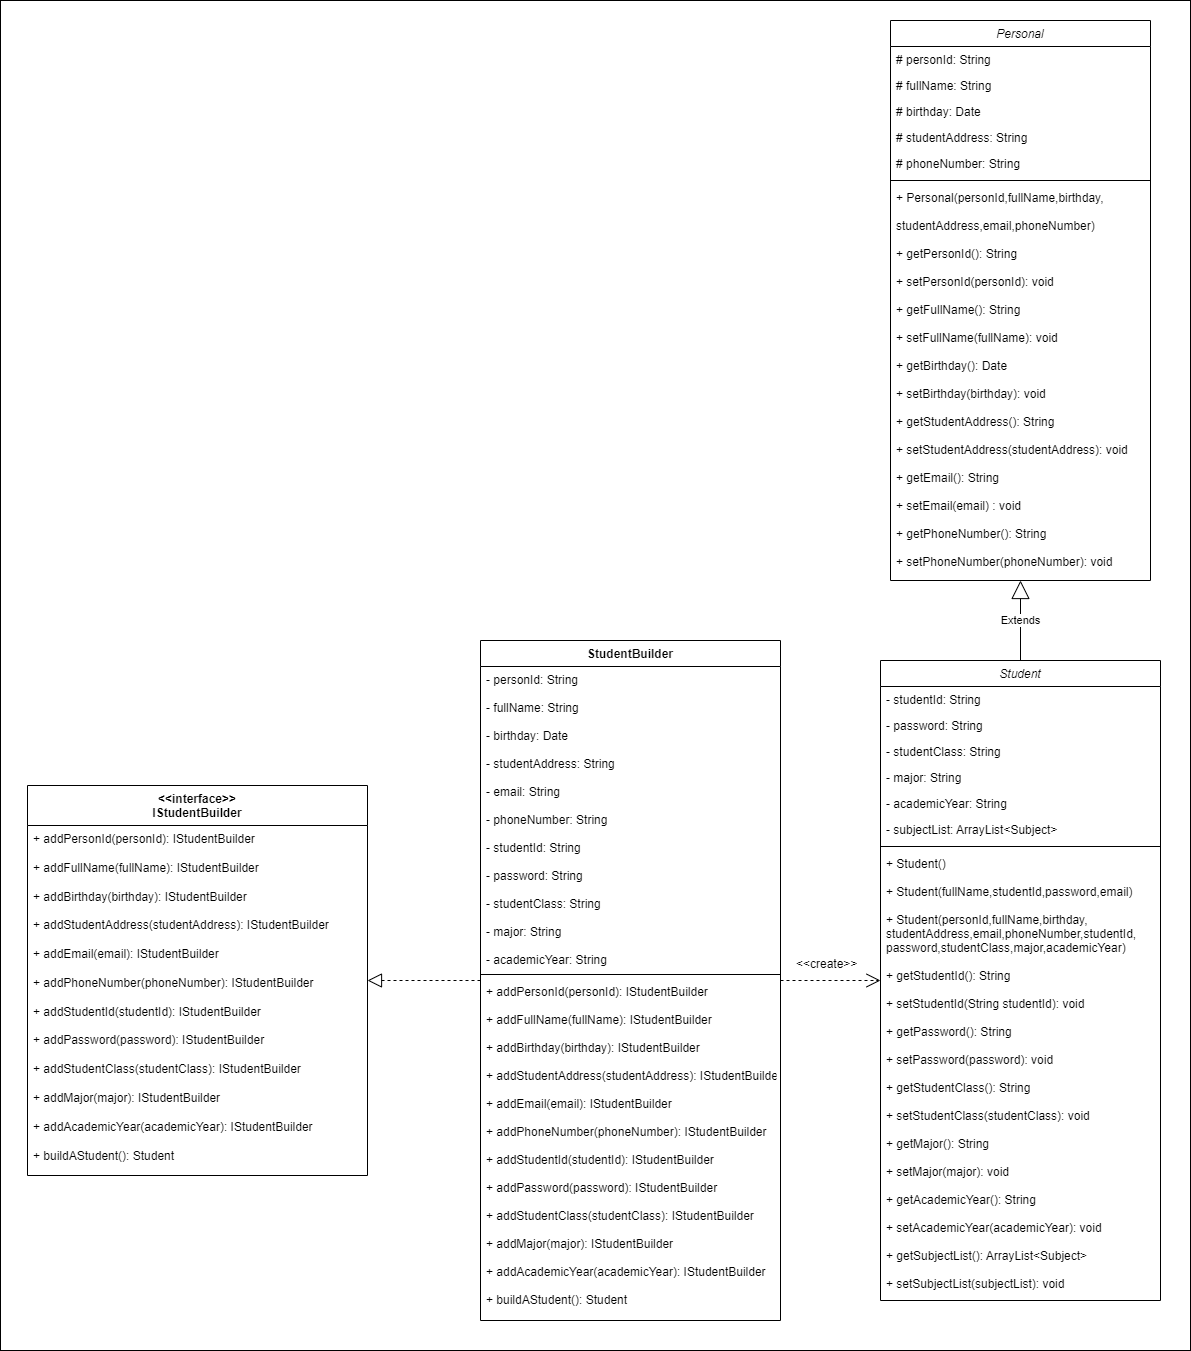 Personal
# personId: String
# fullName: String
# birthday: Date
# studentAddress: String
# phoneNumber: String
+ Personal(personId,fullName,birthday,
studentAddress,email,phoneNumber)
+ getPersonId(): String
+ setPersonId(personId): void
+ getFullName(): String
+ setFullName(fullName): void
+ getBirthday(): Date
+ setBirthday(birthday): void
+ getStudentAddress(): String
+ setStudentAddress(studentAddress): void
+ getEmail(): String
+ setEmail(email) : void
+ getPhoneNumber(): String
+ setPhoneNumber(phoneNumber): void
Extends
<<interface>>
IStudentBuilder
+ addPersonId(personId): IStudentBuilder
+ addFullName(fullName): IStudentBuilder
+ addBirthday(birthday): IStudentBuilder
+ addStudentAddress(studentAddress): IStudentBuilder
+ addEmail(email): IStudentBuilder
+ addPhoneNumber(phoneNumber): IStudentBuilder
+ addStudentId(studentId): IStudentBuilder
+ addPassword(password): IStudentBuilder
+ addStudentClass(studentClass): IStudentBuilder
+ addMajor(major): IStudentBuilder
+ addAcademicYear(academicYear): IStudentBuilder
+ buildAStudent(): Student
StudentBuilder
- personId: String
- fullName: String
- birthday: Date
- studentAddress: String
- email: String
- phoneNumber: String
- studentId: String
- password: String
- studentClass: String
- major: String
- academicYear: String
+ addPersonId(personId): IStudentBuilder
+ addFullName(fullName): IStudentBuilder
+ addBirthday(birthday): IStudentBuilder
+ addStudentAddress(studentAddress): IStudentBuilde
+ addEmail(email): IStudentBuilder
+ addPhoneNumber(phoneNumber): IStudentBuilder
+ addStudentId(studentId): IStudentBuilder
+ addPassword(password): IStudentBuilder
+ addStudentClass(studentClass): IStudentBuilder
+ addMajor(major): IStudentBuilder
+ addAcademicYear(academicYear): IStudentBuilder
+ buildAStudent(): Student
<<create>>
Student
- studentId: String
- password: String
- studentClass: String
- major: String
- academicYear: String
- subjectList: ArrayList<Subject>
+ Student()
+ Student(fullName,studentId,password,email)
+ Student(personId,fullName,birthday,
studentAddress,email,phoneNumber,studentId,
password,studentClass,major,academicYear)
+ getStudentId(): String
+ setStudentId(String studentId): void
+ getPassword(): String
+ setPassword(password): void
+ getStudentClass(): String
+ setStudentClass(studentClass): void
+ getMajor(): String
+ setMajor(major): void
+ getAcademicYear(): String
+ setAcademicYear(academicYear): void
+ getSubjectList(): ArrayList<Subject>
+ setSubjectList(subjectList): void